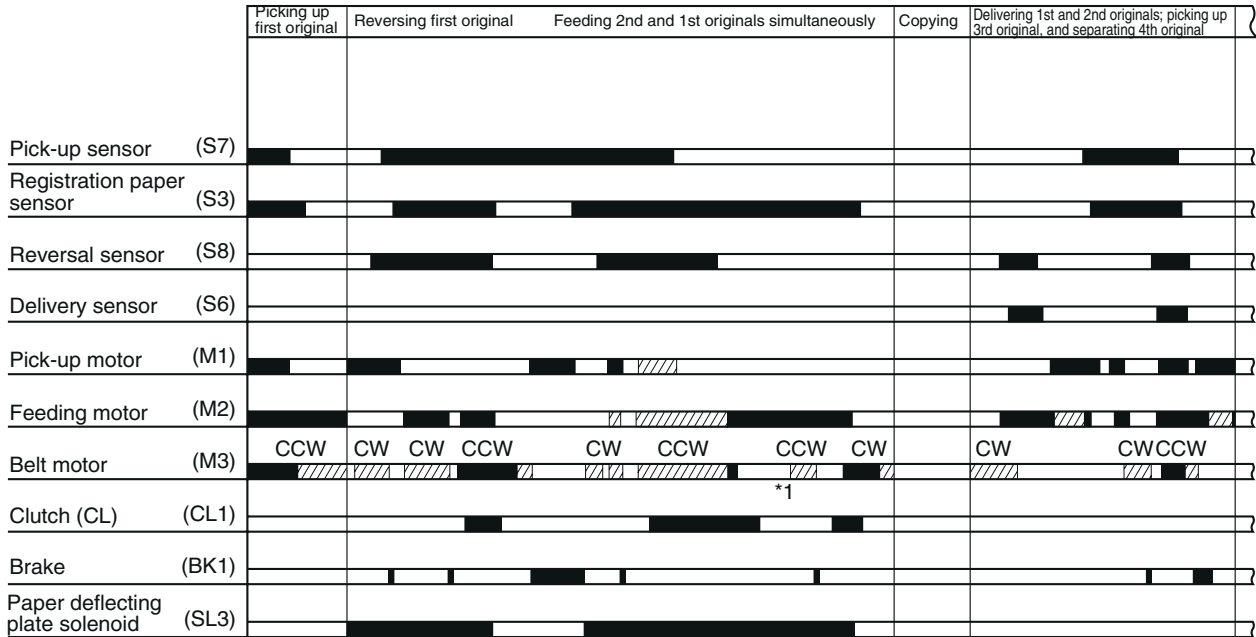 Picking up
first original
Reversing first original Feeding 2nd and 1st originals simultaneously
Copying
Delivering 1st and 2nd originals; picking up
3rd original, and separating 4th original
Pick-up sensor (S7)
Registration paper
sensor (S3)
Reversal sensor (S8)
Delivery sensor (S6)
Pick-up motor (M1)
Feeding motor (M2)
CCW CW CW CCW CW CCW CCW CW CW CW CCW
Belt motor (M3)
*1
Clutch (CL) (CL1)
Brake (BK1)
Paper deflecting
plate solenoid (SL3)